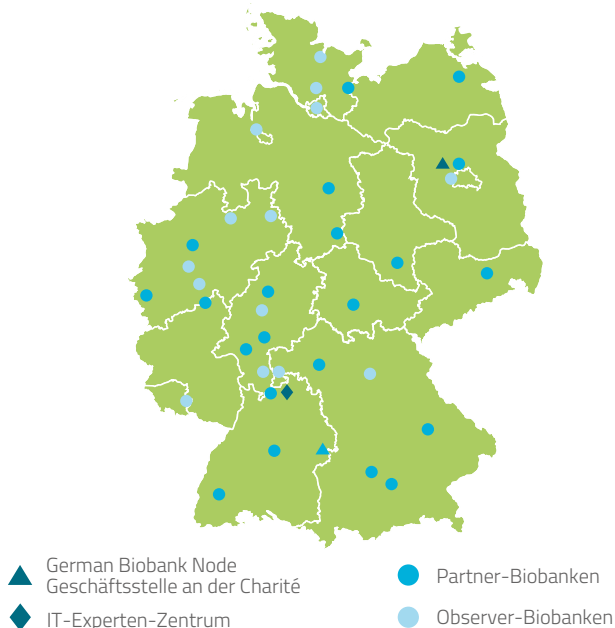 German Biobank Node
Geschäftsstelle an der Charité
IT-Experten-Zentrum
Partner-Biobanken
Observer-Biobanken